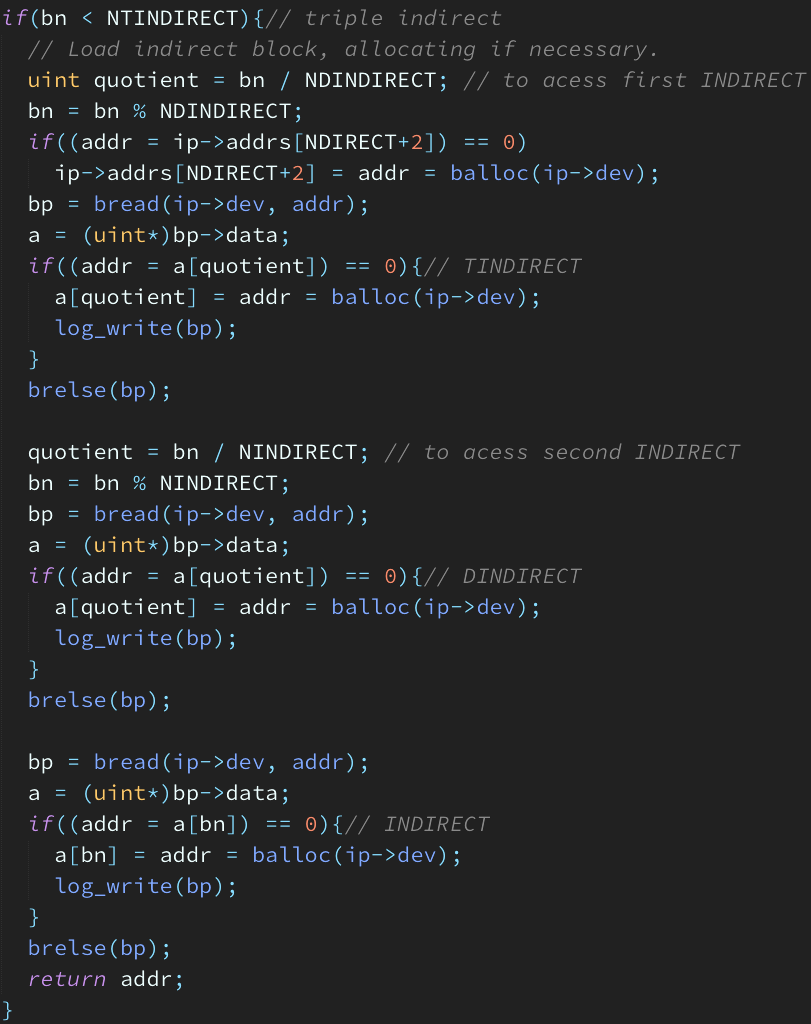 if(bn < NTINDIRECT){// triple indirect
  // Load indirect block, allocating if necessary.
  uint quotient = bn / NDINDIRECT; // to acess first INDIRECT
  bn = bn % NDINDIRECT;
  if((addr = ip->addrs[NDIRECT+2]) == 0)
    ip->addrs[NDIRECT+2] = addr = balloc(ip->dev);
  bp = bread(ip->dev, addr);
  a = (uint*)bp->data;
  if((addr = a[quotient]) == 0){// TINDIRECT
    a[quotient] = addr = balloc(ip->dev);
    log_write(bp);
  }
  brelse(bp);

  quotient = bn / NINDIRECT; // to acess second INDIRECT
  bn = bn % NINDIRECT;
  bp = bread(ip->dev, addr);
  a = (uint*)bp->data;
  if((addr = a[quotient]) == 0){// DINDIRECT
    a[quotient] = addr = balloc(ip->dev);
    log_write(bp);
  }
  brelse(bp);

  bp = bread(ip->dev, addr);
  a = (uint*)bp->data;
  if((addr = a[bn]) == 0){// INDIRECT
    a[bn] = addr = balloc(ip->dev);
    log_write(bp);
  }
  brelse(bp);
  return addr;
}